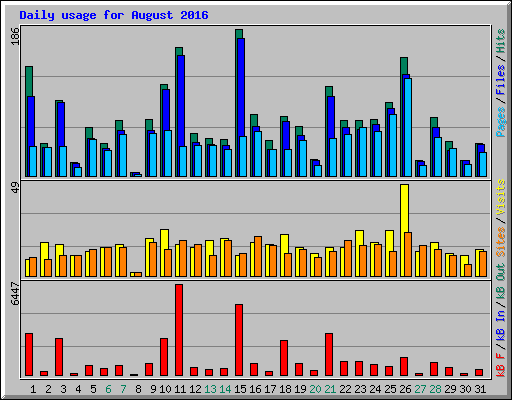 Daily usage for August 2016
186
Pages / Files / Hits
49
Sites / Visits
6447
kB F / kB In / kB Out
1 2 3 4 5 6 7 8 9 10 11 12 13 14 15 16 17 18 19 20 21 22 23 24 25 26 27 28 29 30 31